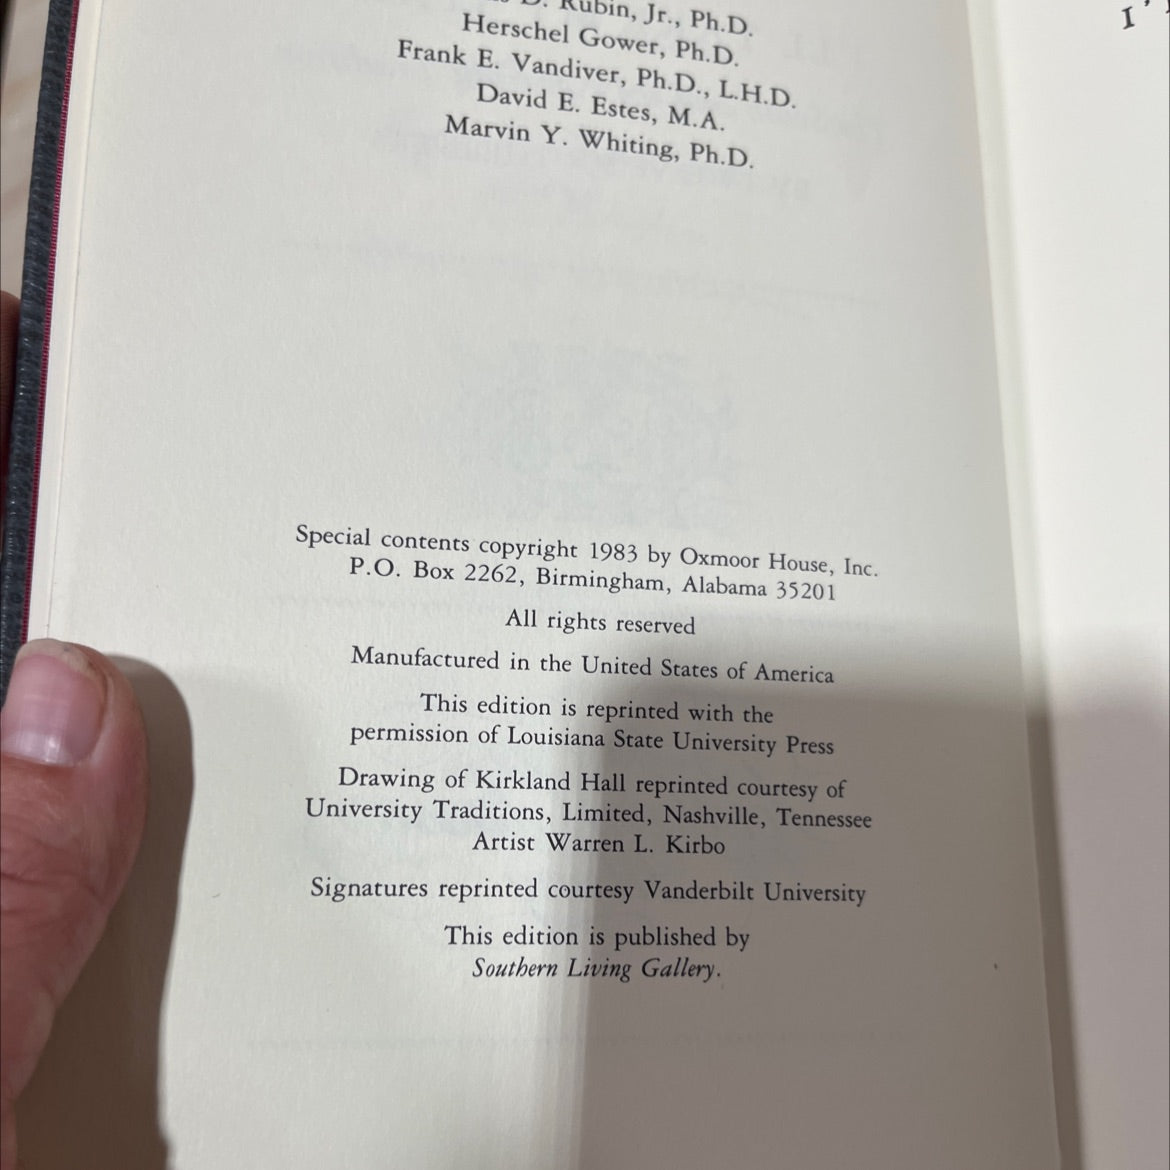 D. Rubin, Jr., Ph.D.
Herschel Gower, Ph.D.
Frank E. Vandiver, Ph.D., L.H.D.
David E. Estes, M.A.
Marvin Y. Whiting, Ph.D.
Special contents copyright 1983 by Oxmoor House, Inc.
P.O. Box 2262, Birmingham, Alabama 35201
All rights reserved
Manufactured in the United States of America
This edition is reprinted with the
permission of Louisiana State University Press
Drawing of Kirkland Hall reprinted courtesy of
University Traditions, Limited, Nashville, Tennessee
Artist Warren L. Kirbo
Signatures reprinted courtesy Vanderbilt University
This edition is published by
Southern Living Gallery.